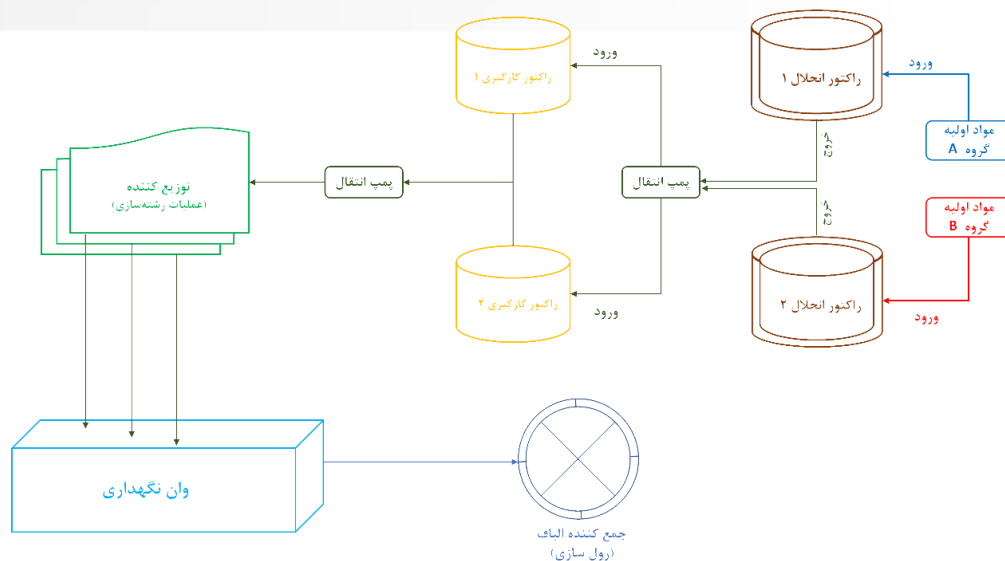 ورود
راکتور انحلال ۱
مواد اولیه
گروه A
خروج
ورود
راکتور گازگیری ۱
پمپ انتقال
پمپ انتقال
توزیع کننده
(عملیات رشته‌سازی)
مواد اولیه
گروه B
خروج
راکتور انحلال ۲
ورود
راکتور گازگیری ۲
ورود
وان نگهداری
جمع کننده الیاف
(رول سازی)